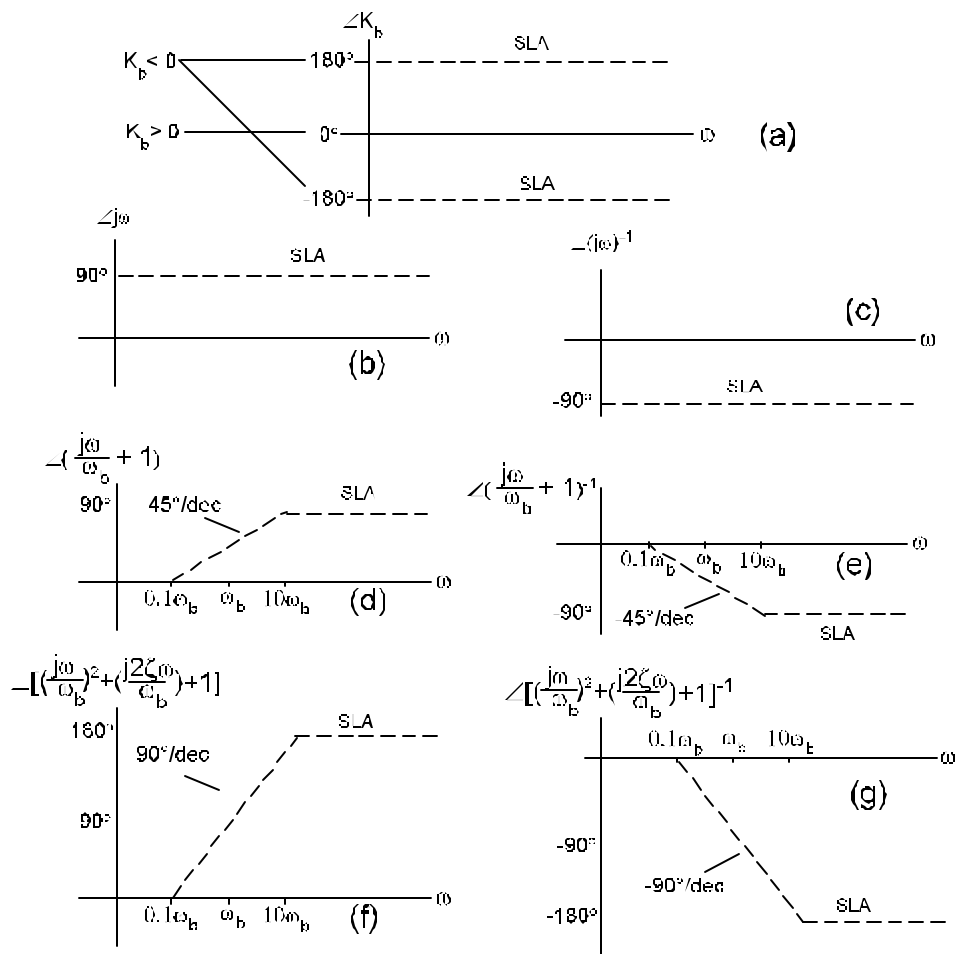 ∠K_b
SLA
K_b < 0
180°
K_b > 0
0°
ω
(a)
SLA
-180°
∠jω
SLA
90°
ω
(b)
∠(jω)^-1
(c)
ω
SLA
-90°
∠(jω/ω_b + 1)
90°
45°/dec
SLA
ω
0.1ω_b ω_b 10ω_b
(d)
∠(jω/ω_b + 1)^-1
ω
0.1ω_b ω_b 10ω_b
(e)
-90°
-45°/dec
SLA
∠[(jω/ω_b)^2+(j2ζω/ω_b)+1]
180°
SLA
90°/dec
90°
ω
0.1ω_b ω_b 10ω_b
(f)
∠[(jω/ω_b)^2+(j2ζω/ω_b)+1]^-1
0.1ω_b ω_b 10ω_b
ω
(g)
-90°
-90°/dec
-180°
SLA